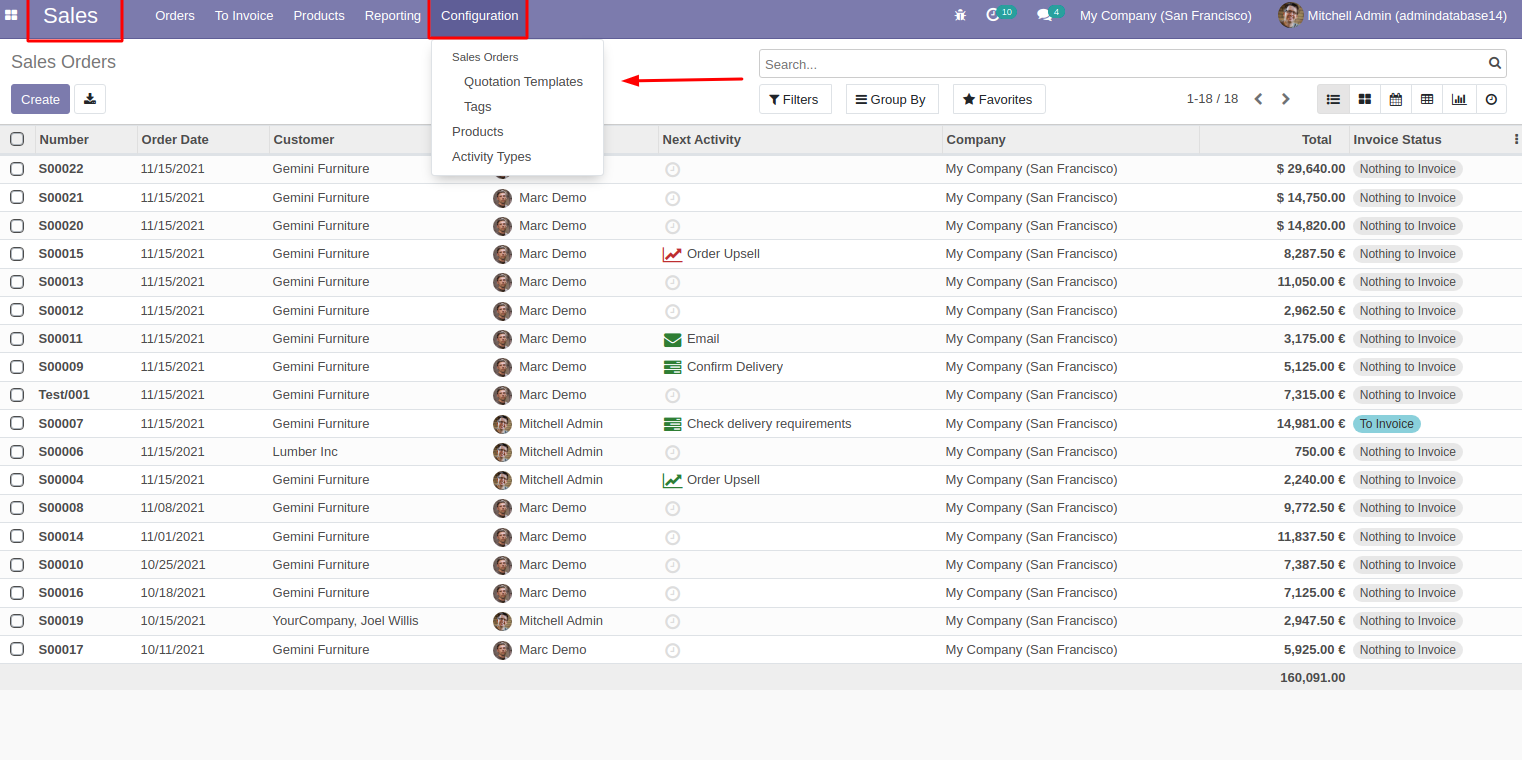 Sales Orders To Invoice Products Reporting Configuration 10 4 My Company (San Francisco) Mitchell Admin (admindatabase14)
Sales Orders
Quotation Templates
Tags
Products
Activity Types
Sales Orders
Search...
Create
Filters Group By Favorites 1-18 / 18
Number Order Date Customer Next Activity Company Total Invoice Status
S00022 11/15/2021 Gemini Furniture My Company (San Francisco) $ 29,640.00 Nothing to Invoice
S00021 11/15/2021 Gemini Furniture Marc Demo My Company (San Francisco) $ 14,750.00 Nothing to Invoice
S00020 11/15/2021 Gemini Furniture Marc Demo My Company (San Francisco) $ 14,820.00 Nothing to Invoice
S00015 11/15/2021 Gemini Furniture Marc Demo Order Upsell My Company (San Francisco) 8,287.50 € Nothing to Invoice
S00013 11/15/2021 Gemini Furniture Marc Demo My Company (San Francisco) 11,050.00 € Nothing to Invoice
S00012 11/15/2021 Gemini Furniture Marc Demo My Company (San Francisco) 2,962.50 € Nothing to Invoice
S00011 11/15/2021 Gemini Furniture Marc Demo Email My Company (San Francisco) 3,175.00 € Nothing to Invoice
S00009 11/15/2021 Gemini Furniture Marc Demo Confirm Delivery My Company (San Francisco) 5,125.00 € Nothing to Invoice
Test/001 11/15/2021 Gemini Furniture Marc Demo My Company (San Francisco) 7,315.00 € Nothing to Invoice
S00007 11/15/2021 Gemini Furniture Mitchell Admin Check delivery requirements My Company (San Francisco) 14,981.00 € To Invoice
S00006 11/15/2021 Lumber Inc Mitchell Admin My Company (San Francisco) 750.00 € Nothing to Invoice
S00004 11/15/2021 Gemini Furniture Mitchell Admin Order Upsell My Company (San Francisco) 2,240.00 € Nothing to Invoice
S00008 11/08/2021 Gemini Furniture Marc Demo My Company (San Francisco) 9,772.50 € Nothing to Invoice
S00014 11/01/2021 Gemini Furniture Marc Demo My Company (San Francisco) 11,837.50 € Nothing to Invoice
S00010 10/25/2021 Gemini Furniture Marc Demo My Company (San Francisco) 7,387.50 € Nothing to Invoice
S00016 10/18/2021 Gemini Furniture Marc Demo My Company (San Francisco) 7,125.00 € Nothing to Invoice
S00019 10/15/2021 YourCompany, Joel Willis Mitchell Admin My Company (San Francisco) 2,947.50 € Nothing to Invoice
S00017 10/11/2021 Gemini Furniture Marc Demo My Company (San Francisco) 5,925.00 € Nothing to Invoice
160,091.00